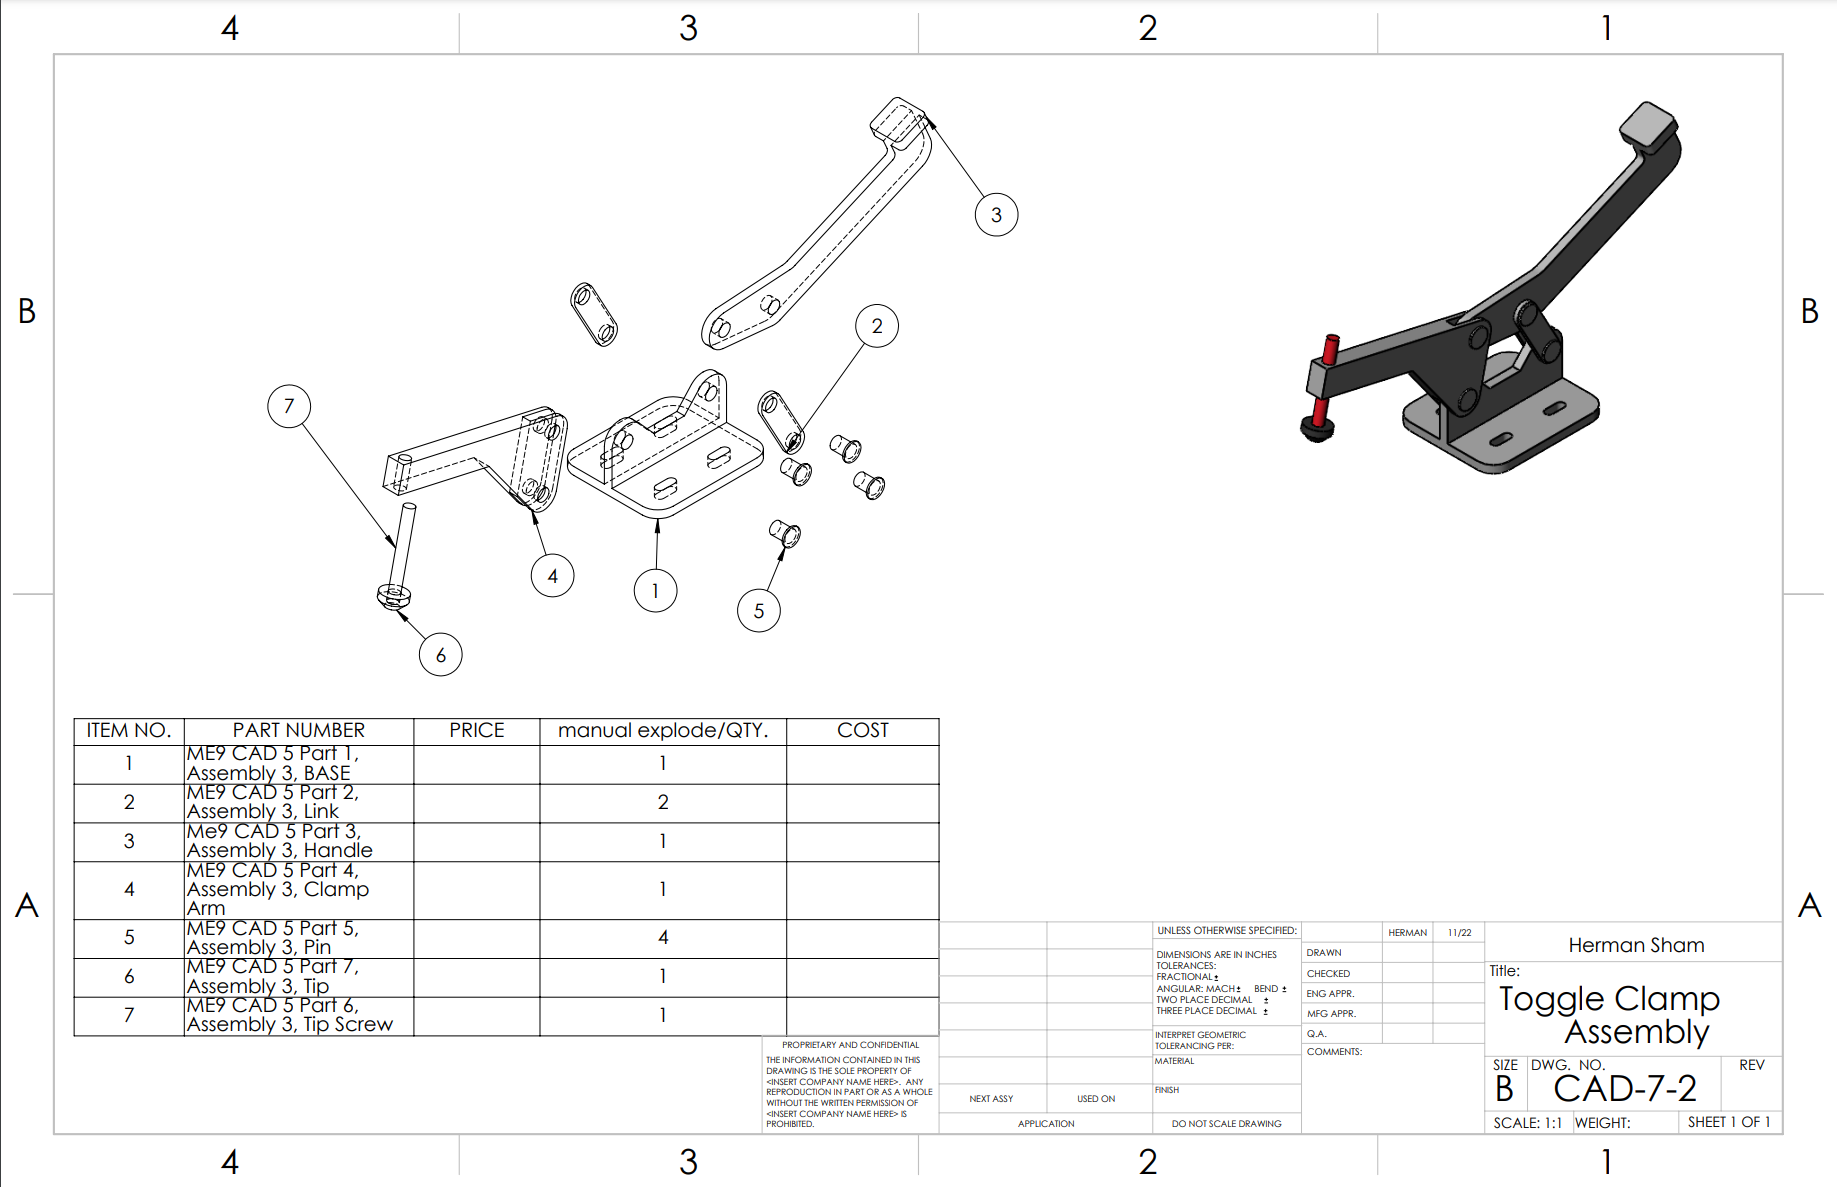 4 3 2 1
B B
A A
3
2
7
4
1
5
6
ITEM NO. PART NUMBER PRICE manual explode/QTY. COST
1 ME9 CAD 5 Part 1, 1
Assembly 3, BASE
2 ME9 CAD 5 Part 2, 2
Assembly 3, Link
3 Me9 CAD 5 Part 3, 1
Assembly 3, Handle
4 ME9 CAD 5 Part 4, 1
Assembly 3, Clamp
Arm
5 ME9 CAD 5 Part 5, 4
Assembly 3, Pin
6 ME9 CAD 5 Part 7, 1
Assembly 3, Tip
7 ME9 CAD 5 Part 6, 1
Assembly 3, Tip Screw
PROPRIETARY AND CONFIDENTIAL
THE INFORMATION CONTAINED IN THIS
DRAWING IS THE SOLE PROPERTY OF
<INSERT COMPANY NAME HERE>. ANY
REPRODUCTION IN PART OR AS A WHOLE
WITHOUT THE WRITTEN PERMISSION OF
<INSERT COMPANY NAME HERE> IS
PROHIBITED.
NEXT ASSY USED ON
APPLICATION
UNLESS OTHERWISE SPECIFIED:
DIMENSIONS ARE IN INCHES
TOLERANCES:
FRACTIONAL±
ANGULAR: MACH± BEND ±
TWO PLACE DECIMAL ±
THREE PLACE DECIMAL ±
INTERPRET GEOMETRIC
TOLERANCING PER:
MATERIAL
FINISH
DO NOT SCALE DRAWING
HERMAN 11/22
DRAWN
CHECKED
ENG APPR.
MFG APPR.
Q.A.
COMMENTS:
Herman Sham
Title:
Toggle Clamp
Assembly
SIZE DWG. NO. REV
B CAD-7-2
SCALE: 1:1 WEIGHT: SHEET 1 OF 1
4 3 2 1